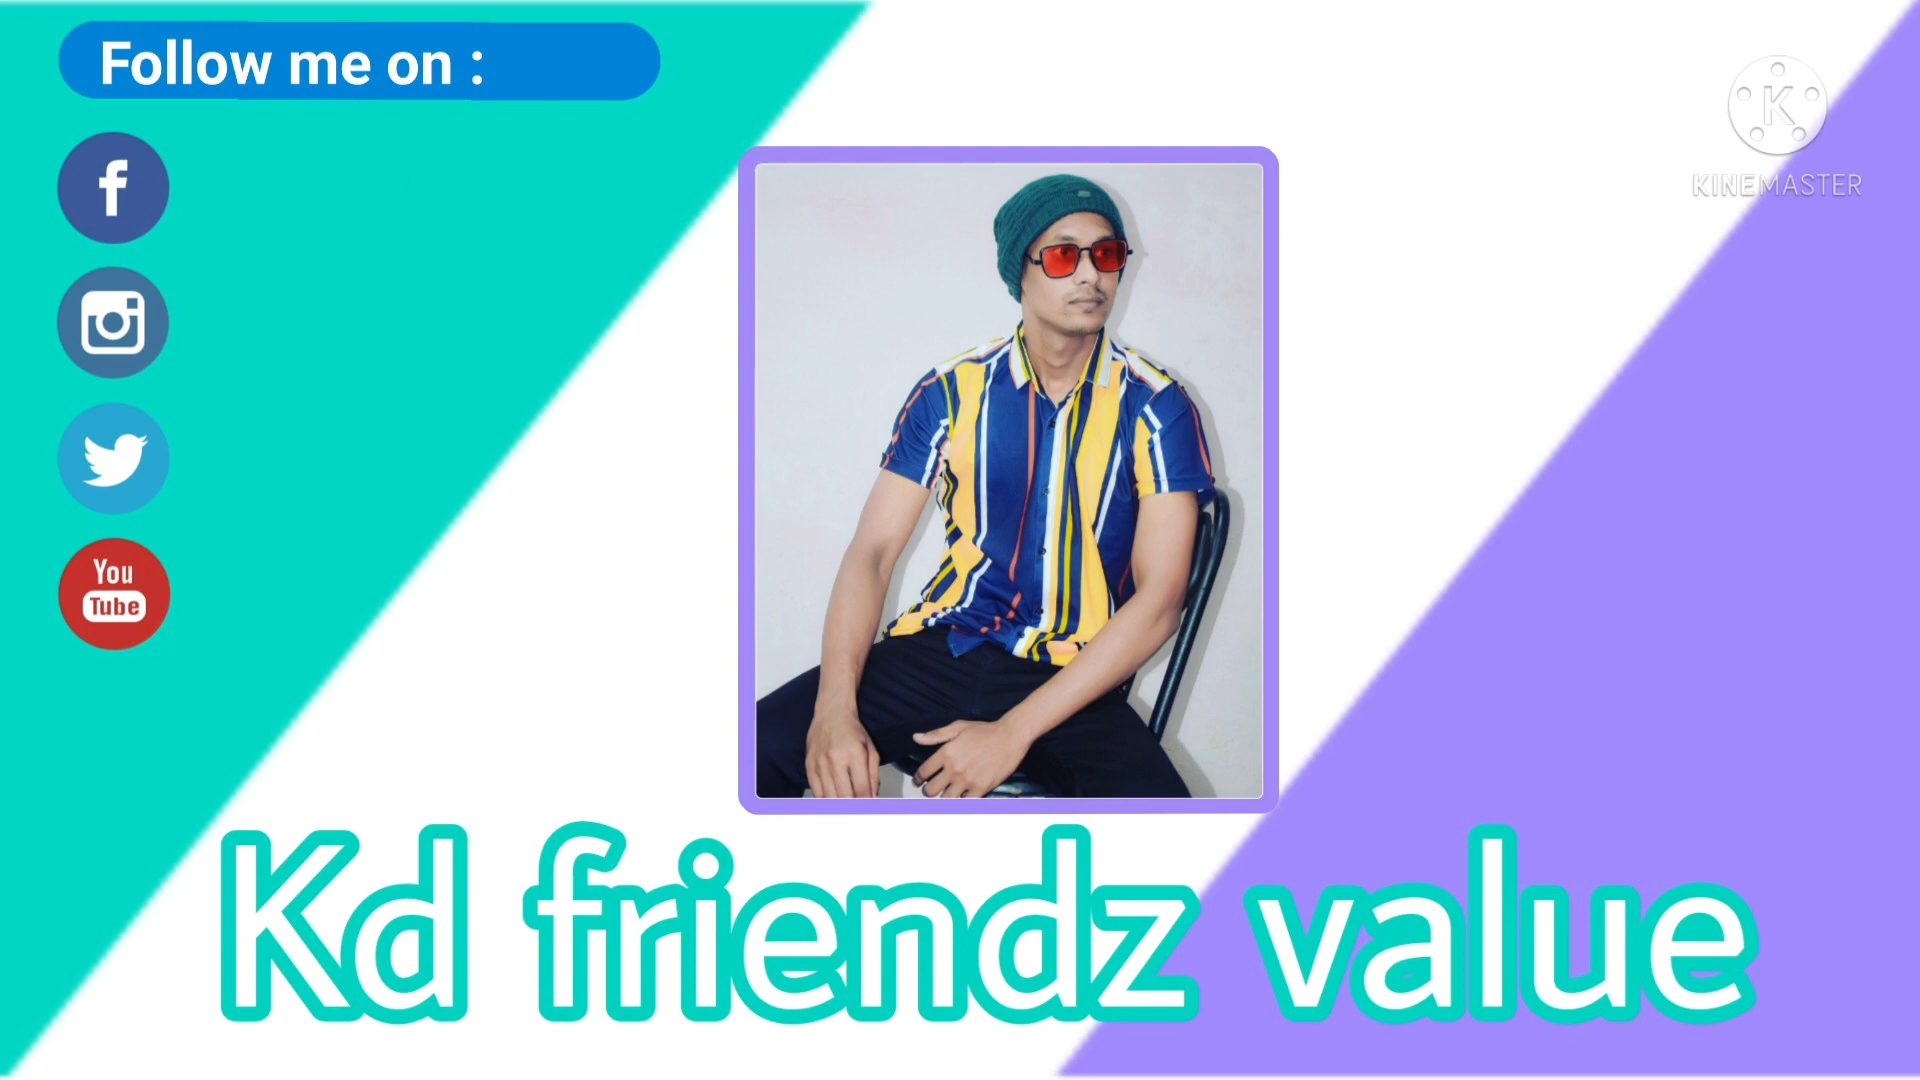 Follow me on :
f
You
Tube
K
KINEMASTER
Kd friendz value